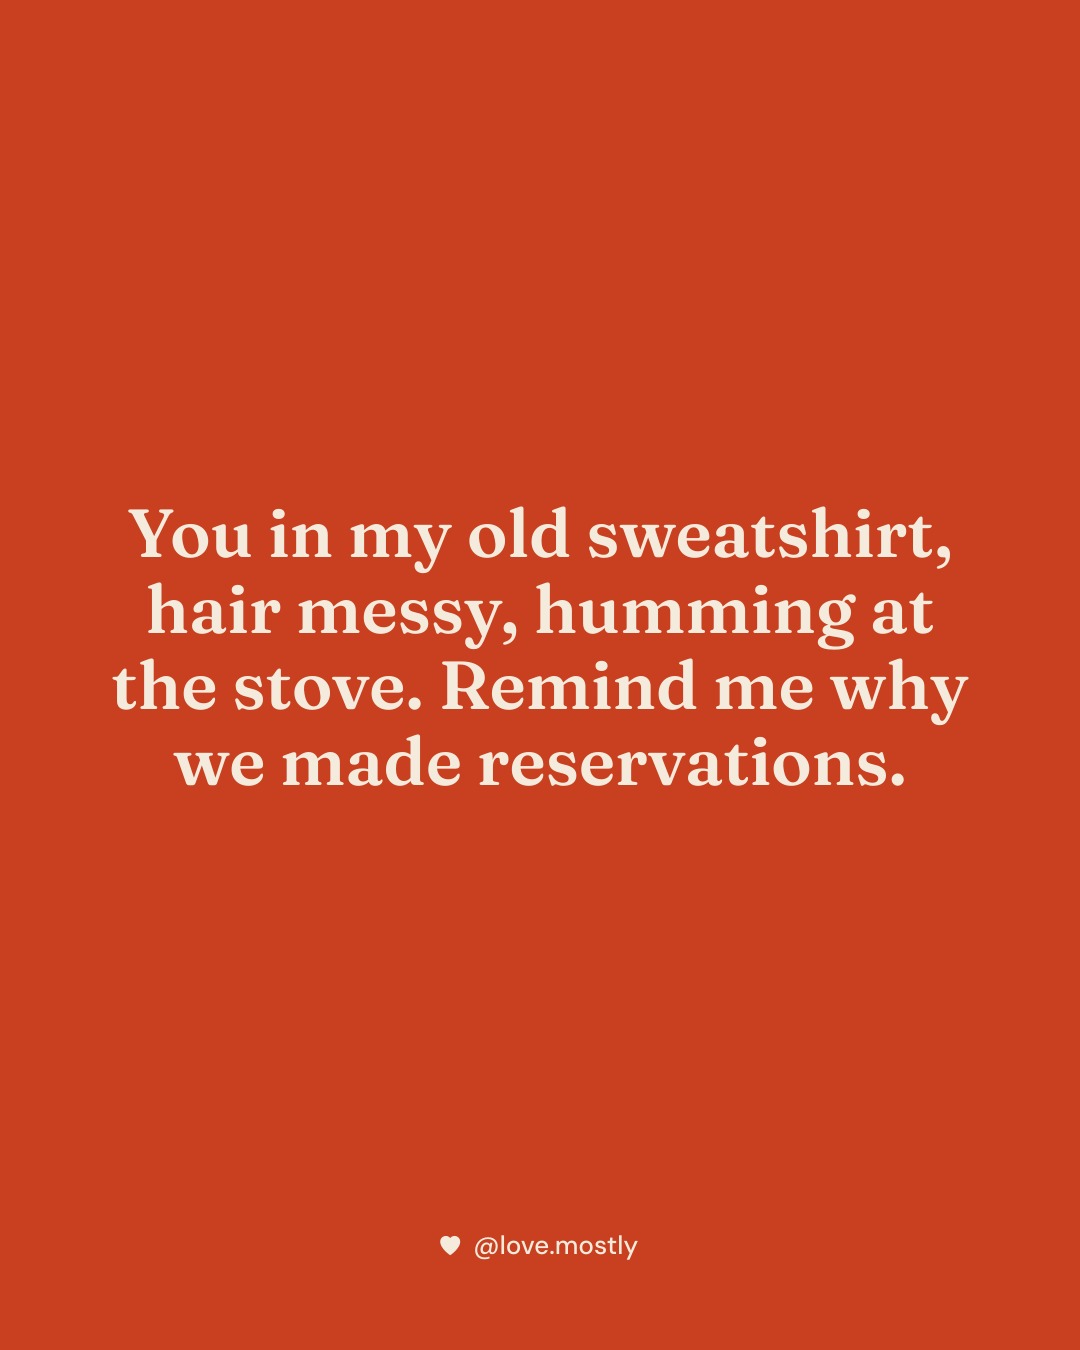 You in my old sweatshirt,
hair messy, humming at
the stove. Remind me why
we made reservations.
@love.mostly